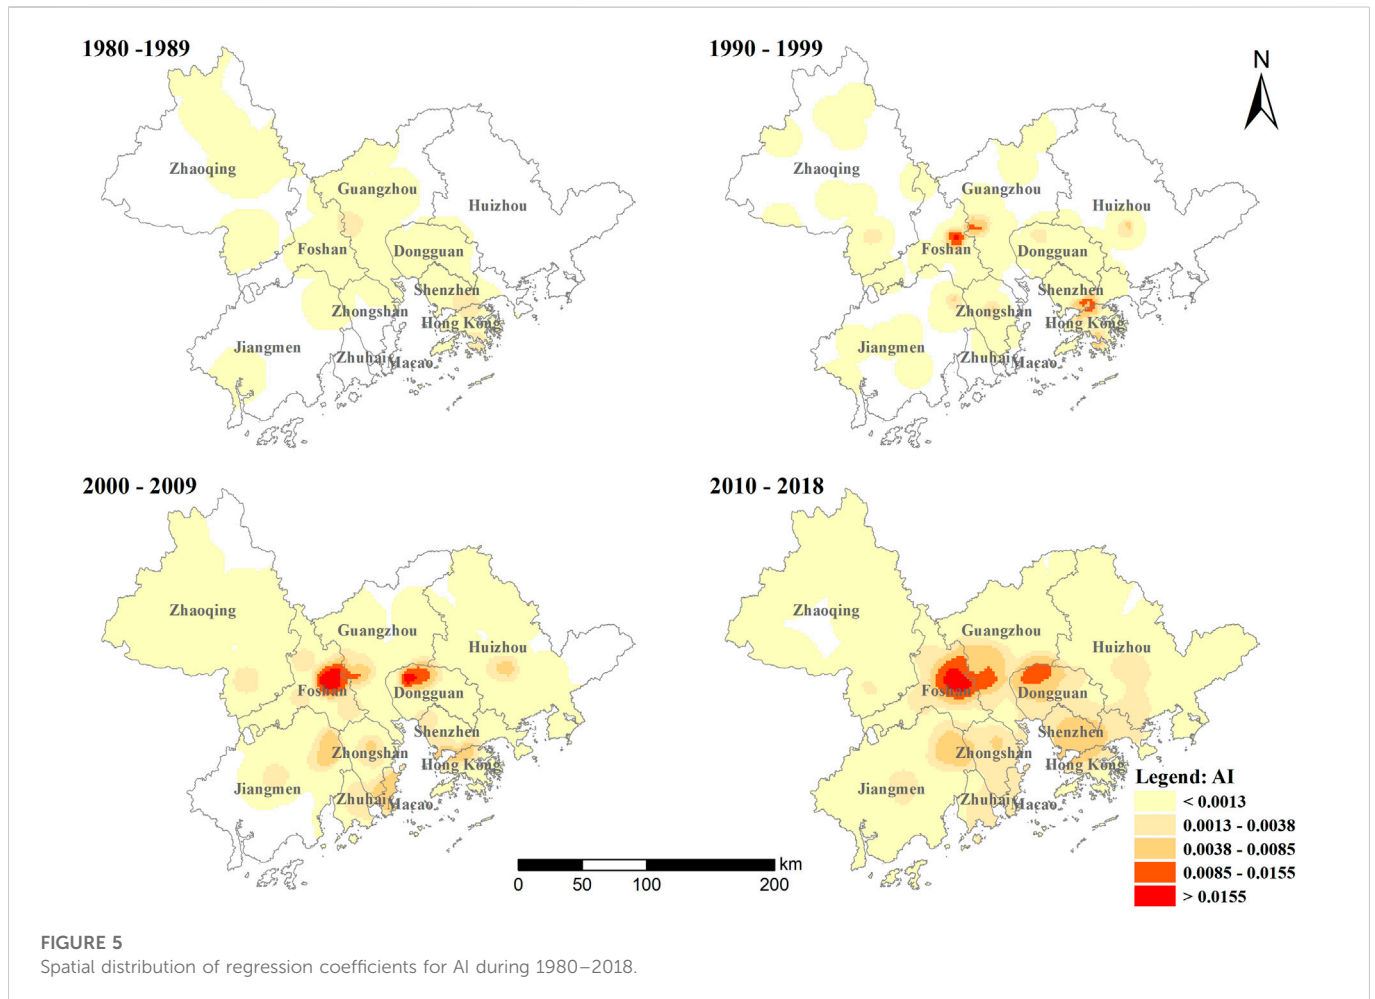 1980 -1989
Zhaoqing
Guangzhou
Huizhou
Foshan
Dongguan
Shenzhen
Zhongshan
Hong Kong
Jiangmen
Zhuhai
Macao
1990 - 1999
N
Zhaoqing
Guangzhou
Huizhou
Foshan
Dongguan
Shenzhen
Zhongshan
Hong Kong
Jiangmen
Zhuhai
Macao
2000 - 2009
Zhaoqing
Guangzhou
Huizhou
Foshan
Dongguan
Shenzhen
Zhongshan
Hong Kong
Jiangmen
Zhuhai
Macao
2010 - 2018
Zhaoqing
Guangzhou
Huizhou
Foshan
Dongguan
Shenzhen
Zhongshan
Hong Kong
Jiangmen
Zhuhai
Macao
Legend: AI
< 0.0013
0.0013 - 0.0038
0.0038 - 0.0085
0.0085 - 0.0155
> 0.0155
km
0 50 100 200
FIGURE 5
Spatial distribution of regression coefficients for AI during 1980–2018.